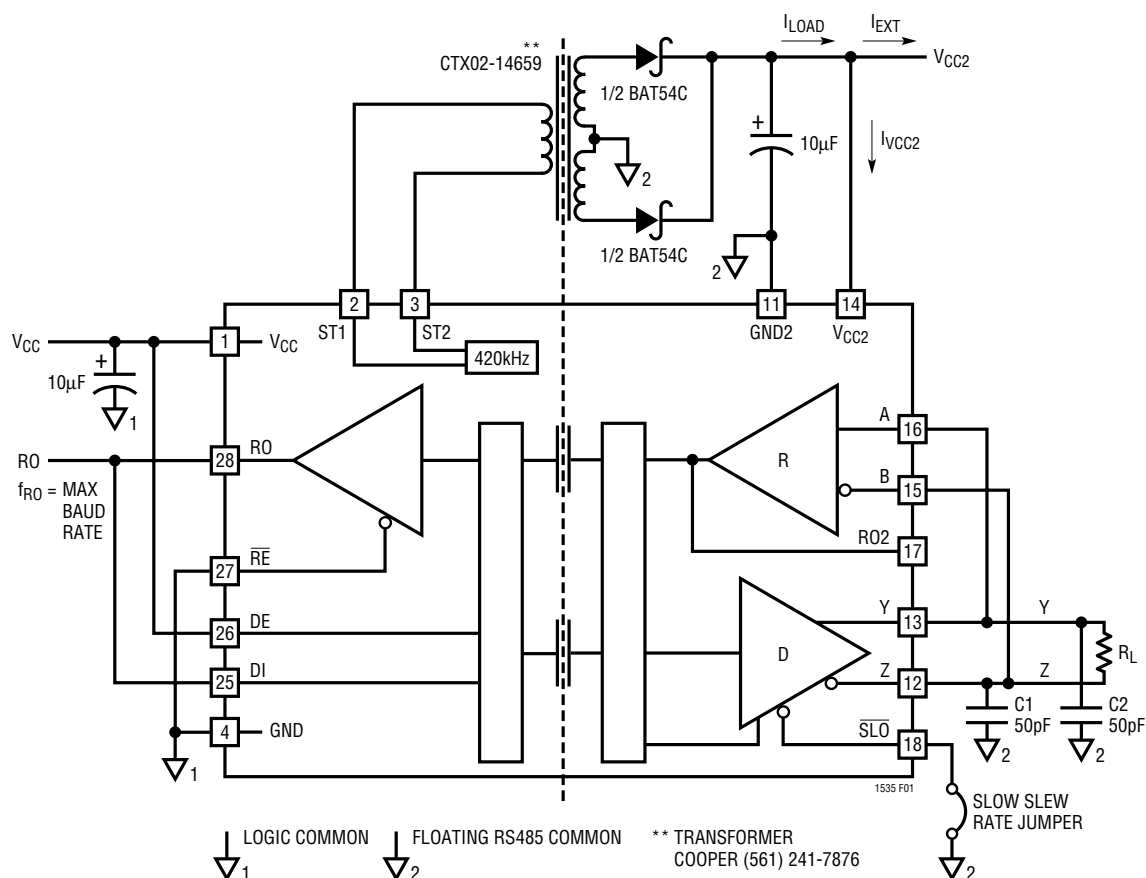 **
CTX02-14659
1/2 BAT54C
1/2 BAT54C
2
+
10µF
2
ILOAD
IEXT
VCC2
IVCC2
2
3
11
14
ST1
ST2
GND2
VCC2
420kHz
VCC
1
VCC
+
10µF
1
RO
28
RO
fRO = MAX
BAUD
RATE
27
RE
26
DE
25
DI
4
GND
1
R
A
16
B
15
RO2
17
D
Y
13
Y
Z
12
Z
RL
SLO
18
C1
50pF
2
C2
50pF
2
1535 F01
SLOW SLEW
RATE JUMPER
2
1
LOGIC COMMON
2
FLOATING RS485 COMMON
** TRANSFORMER
COOPER (561) 241-7876